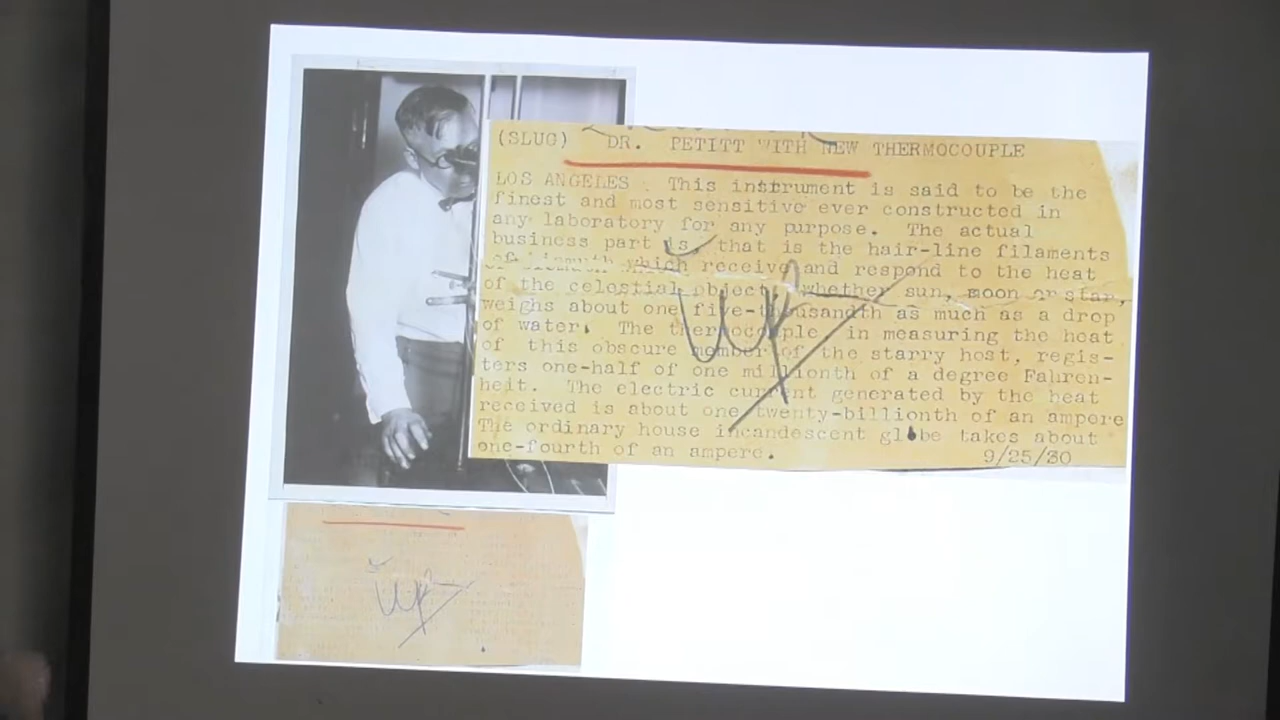 (SLUG) DR. PETITT WITH NEW THERMOCOUPLE
LOS ANGELES. This instrument is said to be the
finest and most sensitive ever constructed in
any laboratory for any purpose. The actual
business part is that is the hair-line filaments
of bismuth which receive and respond to the heat
of the celestial object, whether sun, moon or star,
weighs about one five-thousandth as much as a drop
of water. The thermocouple in measuring the heat
of this obscure member of the starry host, regis-
ters one-half of one millionth of a degree Fahren-
heit. The electric current generated by the heat
received is about one twenty-billionth of an ampere
The ordinary house incandescent globe takes about
one-fourth of an ampere.
9/25/30